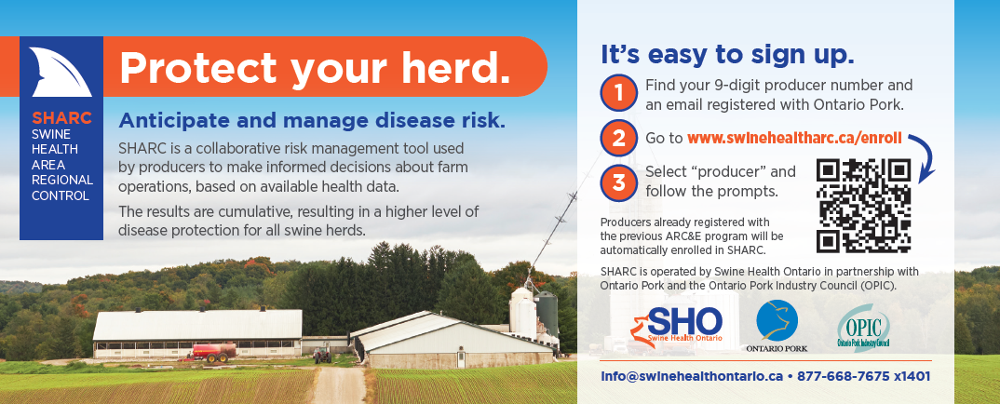 Protect your herd.
SHARC
SWINE
HEALTH
AREA
REGIONAL
CONTROL
Anticipate and manage disease risk.
SHARC is a collaborative risk management tool used
by producers to make informed decisions about farm
operations, based on available health data.
The results are cumulative, resulting in a higher level of
disease protection for all swine herds.
It's easy to sign up.
1 Find your 9-digit producer number and
an email registered with Ontario Pork.
2 Go to www.swinehealtharc.ca/enroll
3 Select “producer” and
follow the prompts.
Producers already registered with
the previous ARC&E program will be
automatically enrolled in SHARC.
SHARC is operated by Swine Health Ontario in partnership with
Ontario Pork and the Ontario Pork Industry Council (OPIC).
SHO
Swine Health Ontario
ONTARIO PORK
OPIC
Ontario Pork Industry Council
info@swinehealthontario.ca • 877-668-7675 x1401